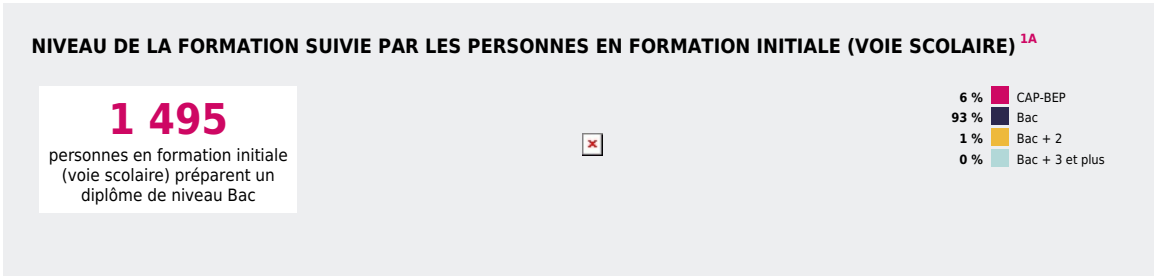 NIVEAU DE LA FORMATION SUIVIE PAR LES PERSONNES EN FORMATION INITIALE (VOIE SCOLAIRE) 1A
1 495
personnes en formation initiale
(voie scolaire) préparent un
diplôme de niveau Bac
6 % CAP-BEP
93 % Bac
1 % Bac + 2
0 % Bac + 3 et plus